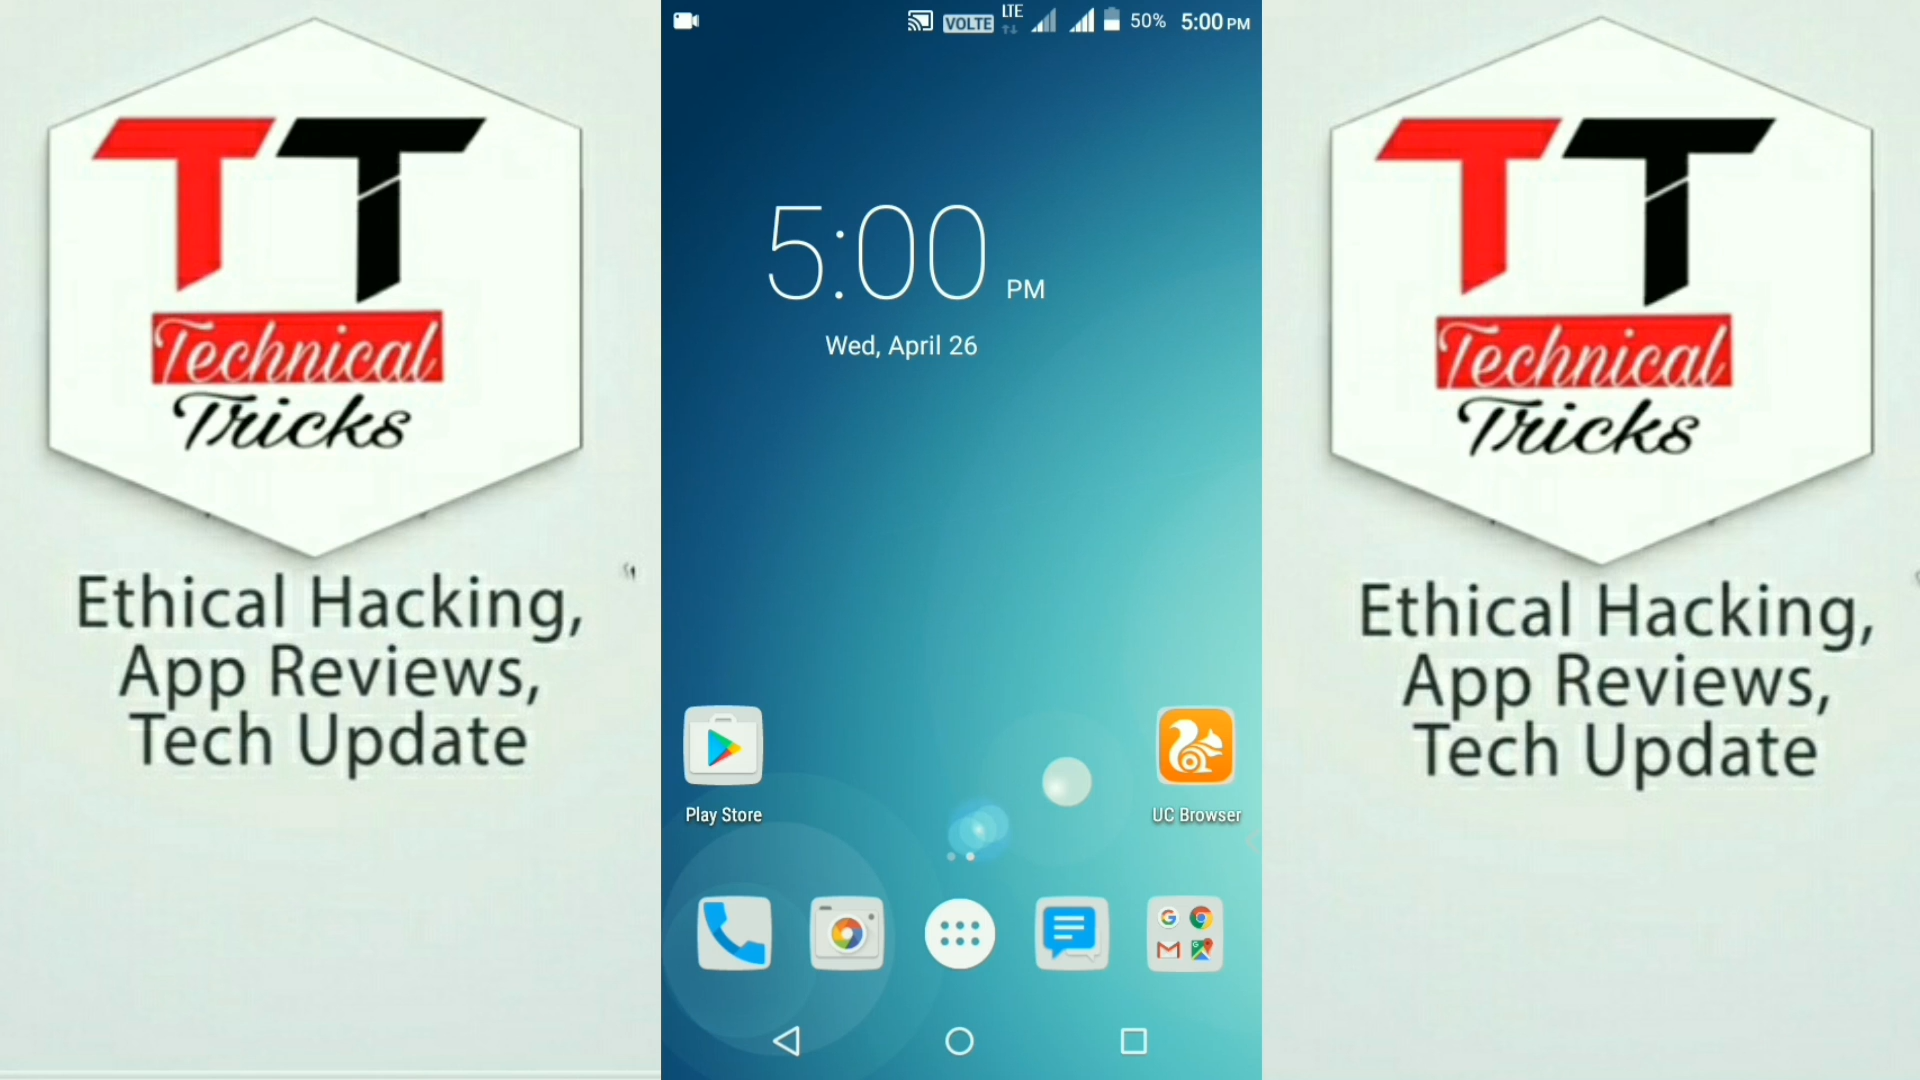 TT
Technical
Tricks
Ethical Hacking,
App Reviews,
Tech Update
VOLTE LTE 50% 5:00 PM
5:00 PM
Wed, April 26
Play Store
UC Browser
TT
Technical
Tricks
Ethical Hacking,
App Reviews,
Tech Update